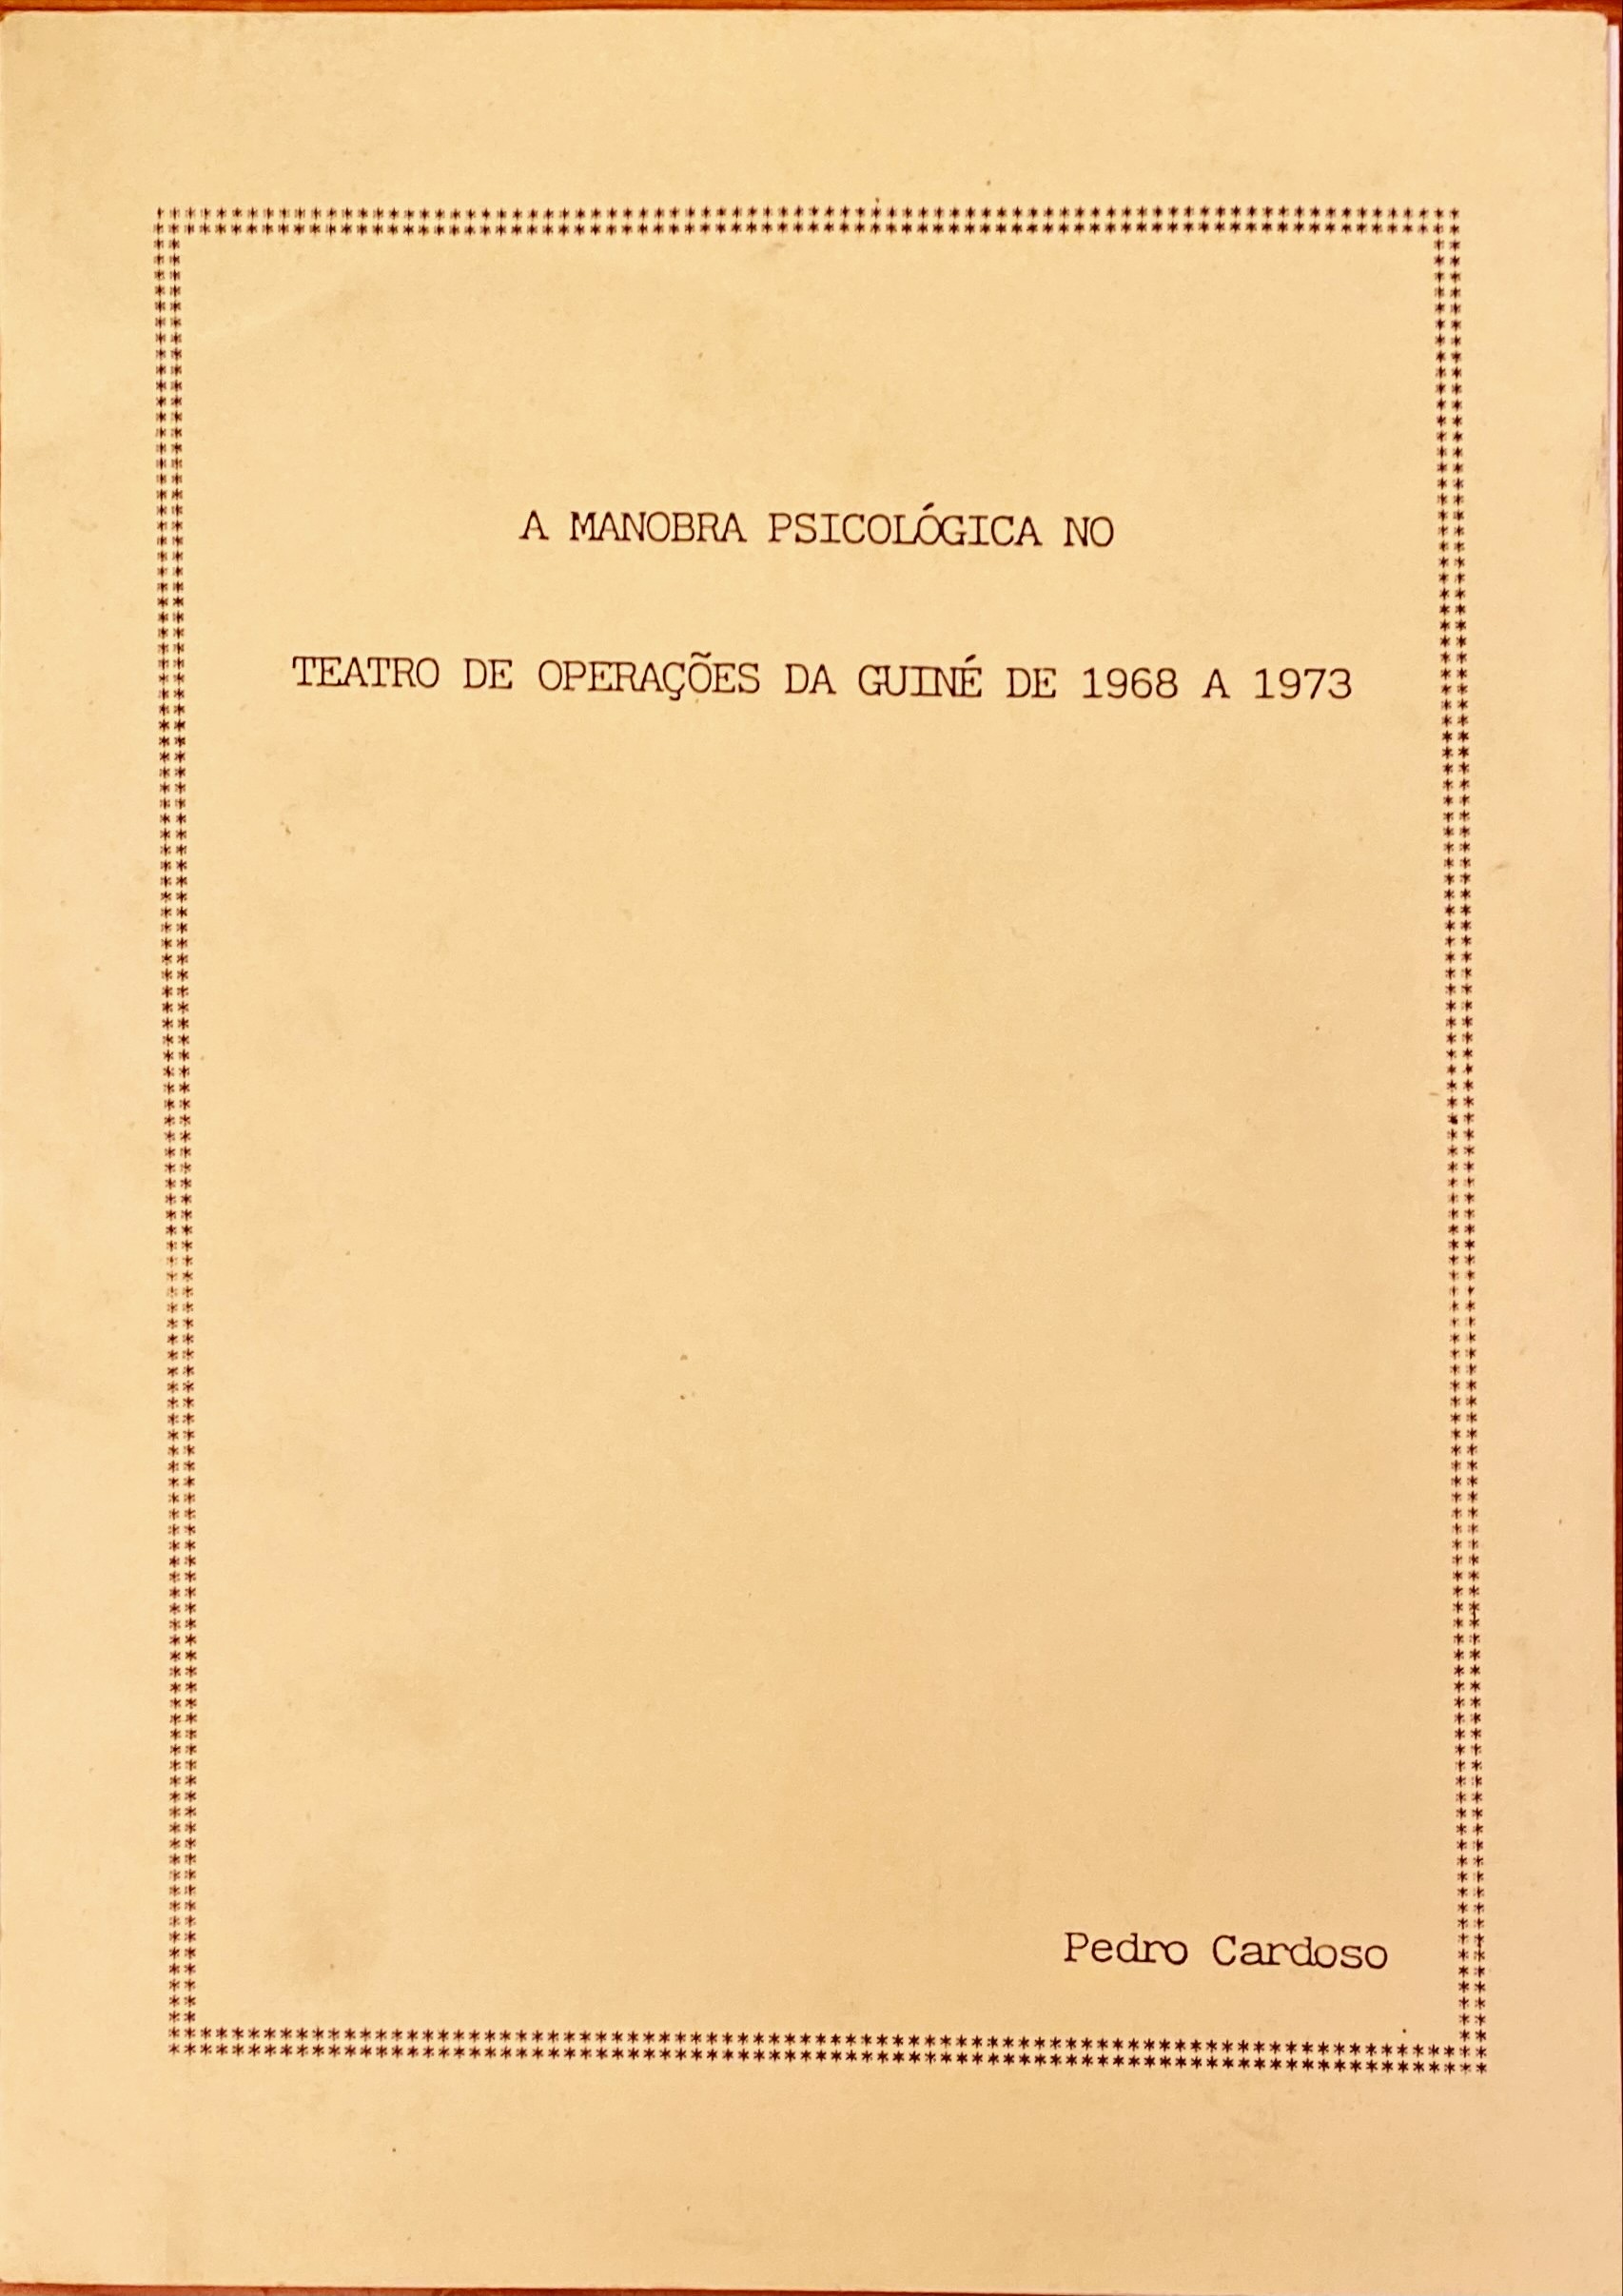 A MANOBRA PSICOLÓGICA NO
TEATRO DE OPERAÇÕES DA GUINÉ DE 1968 A 1973
Pedro Cardoso